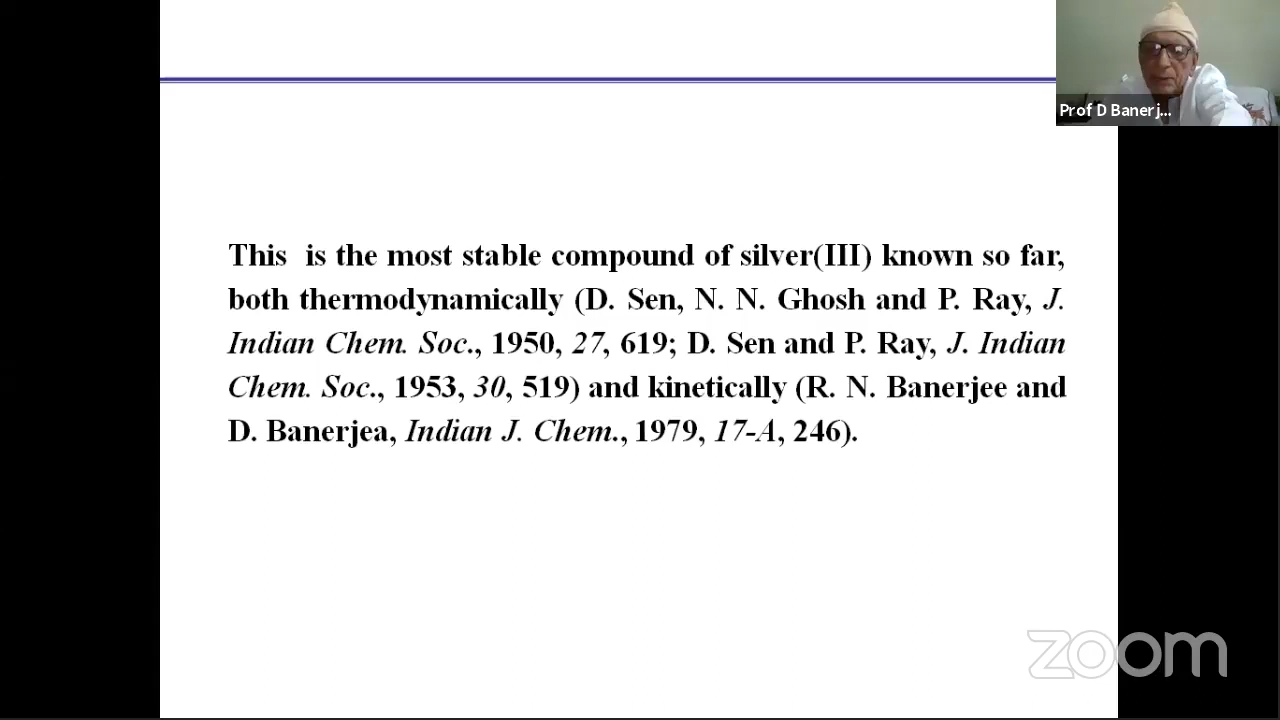 Prof D Banerj...
This is the most stable compound of silver(III) known so far,
both thermodynamically (D. Sen, N. N. Ghosh and P. Ray, J.
Indian Chem. Soc., 1950, 27, 619; D. Sen and P. Ray, J. Indian
Chem. Soc., 1953, 30, 519) and kinetically (R. N. Banerjee and
D. Banerjea, Indian J. Chem., 1979, 17-A, 246).
zoom